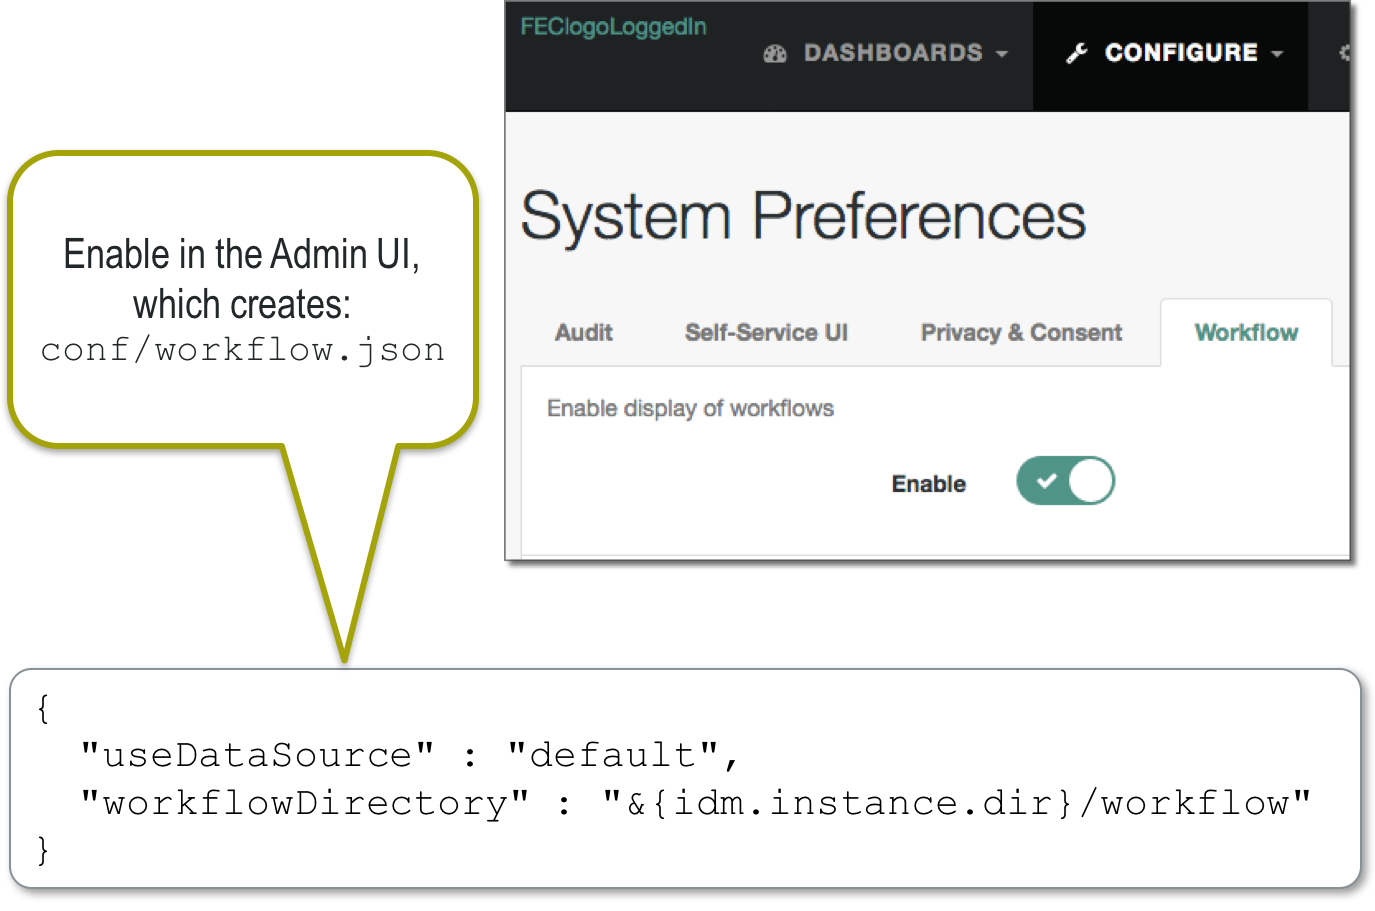 FEClogoLoggedIn
DASHBOARDS
CONFIGURE
System Preferences
Audit
Self-Service UI
Privacy & Consent
Workflow
Enable display of workflows
Enable
Enable in the Admin UI,
which creates:
conf/workflow.json
{
"useDataSource" : "default",
"workflowDirectory" : "&{idm.instance.dir}/workflow"
}